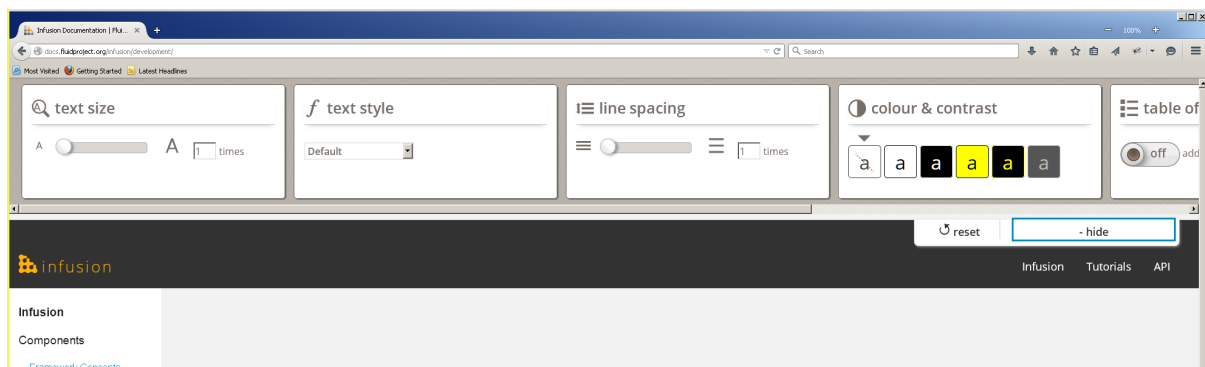 Infusion Documentation | Flui...
100%
docs.fluidproject.org/infusion/development/
Search
Most Visited Getting Started Latest Headlines
text size
text style
line spacing
colour & contrast
table of
A A 1 times
Default
1 times
a a a a a a
off add
reset
- hide
infusion
Infusion Tutorials API
Infusion
Components
Framework Concepts